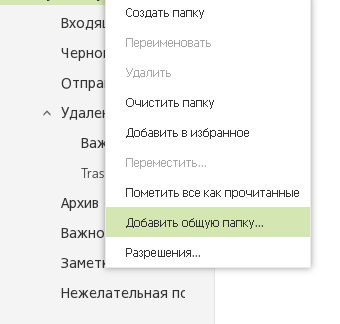 Создать папку
Входящ
Переименовать
Черно
Удалить
Отпра
Очистить папку
Удален
Добавить в избранное
Важ
Переместить...
Tras
Пометить все как прочитанные
Архив
Добавить общую папку...
Важно
Разрешения...
Заметк
Нежелательная пс